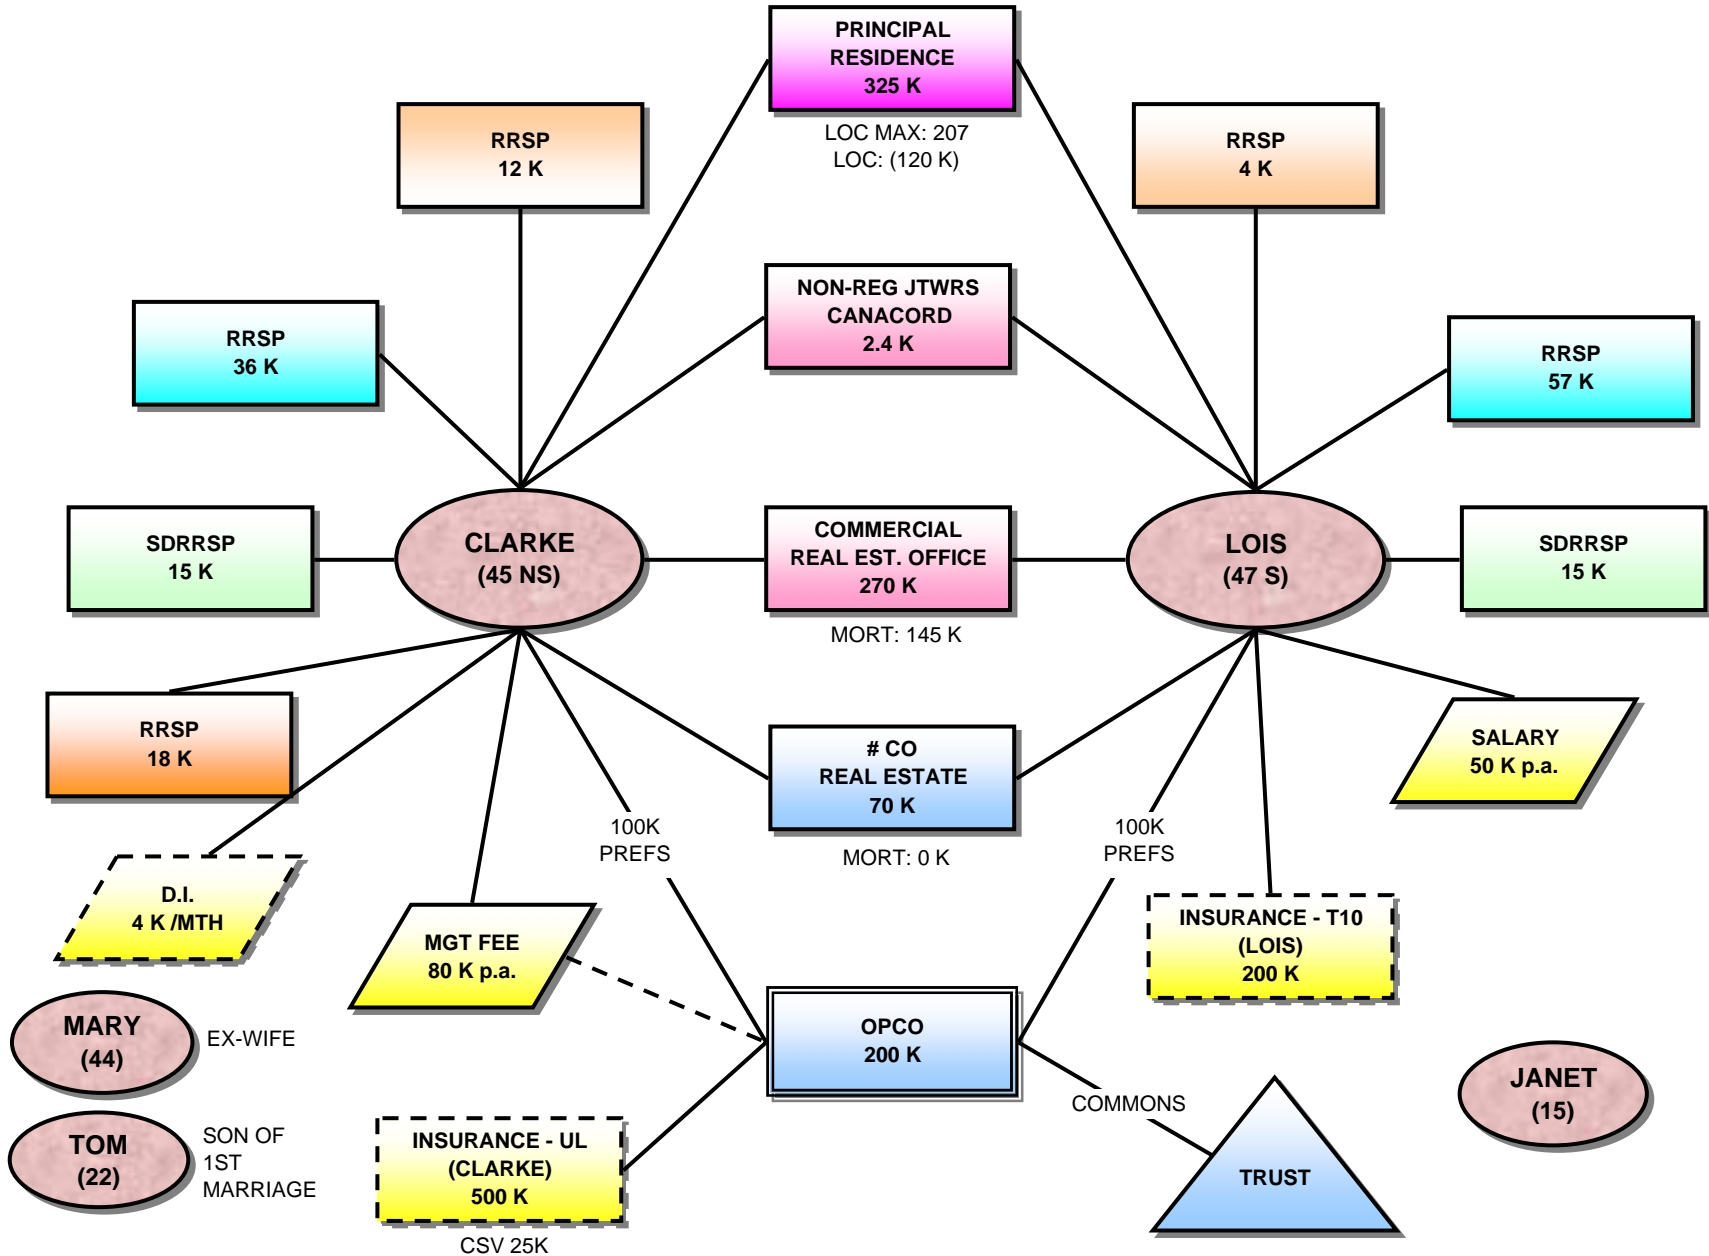 PRINCIPAL
RESIDENCE
325 K
LOC MAX: 207
LOC: (120 K)
RRSP
12 K
RRSP
4 K
NON-REG JTWRS
CANACORD
2.4 K
RRSP
36 K
RRSP
57 K
SDRRSP
15 K
CLARKE
(45 NS)
COMMERCIAL
REAL EST. OFFICE
270 K
MORT: 145 K
LOIS
(47 S)
SDRRSP
15 K
RRSP
18 K
# CO
REAL ESTATE
70 K
MORT: 0 K
SALARY
50 K p.a.
100K
PREFS
100K
PREFS
D.I.
4 K /MTH
MGT FEE
80 K p.a.
INSURANCE - T10
(LOIS)
200 K
MARY
(44)
EX-WIFE
OPCO
200 K
JANET
(15)
COMMONS
TOM
(22)
SON OF
1ST
MARRIAGE
INSURANCE - UL
(CLARKE)
500 K
CSV 25K
TRUST